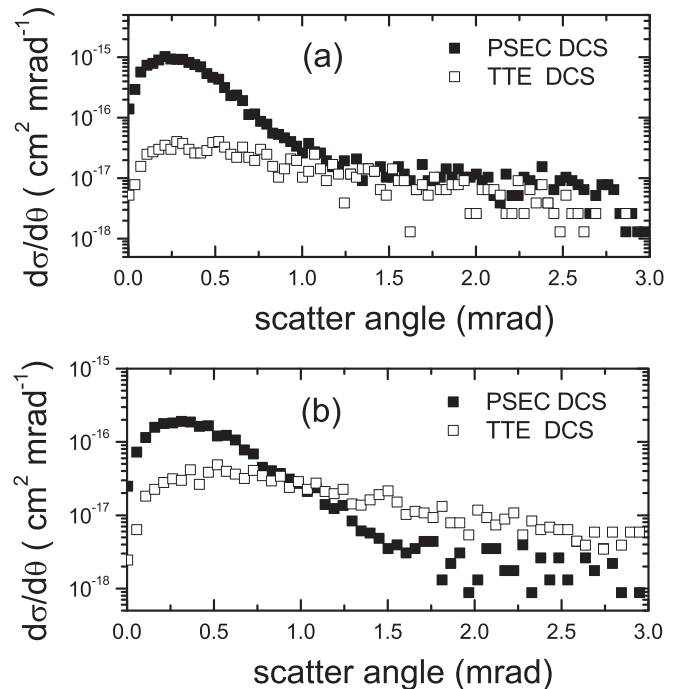 10⁻¹⁵
10⁻¹⁶
10⁻¹⁷
10⁻¹⁸
dσ/dθ ( cm² mrad⁻¹)
(a)
PSEC DCS
TTE DCS
0.0 0.5 1.0 1.5 2.0 2.5 3.0
scatter angle (mrad)
10⁻¹⁵
10⁻¹⁶
10⁻¹⁷
10⁻¹⁸
dσ/dθ ( cm² mrad⁻¹)
(b)
PSEC DCS
TTE DCS
0.0 0.5 1.0 1.5 2.0 2.5 3.0
scatter angle (mrad)